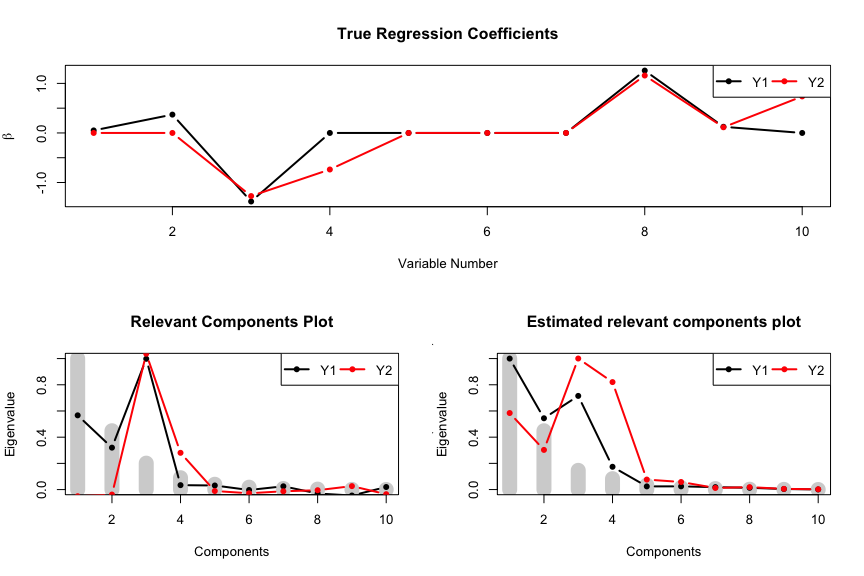 True Regression Coefficients
β
1.0
0.0
-1.0
Y1 Y2
2 4 6 8 10
Variable Number
Relevant Components Plot
Eigenvalue
0.8
0.4
0.0
Y1 Y2
2 4 6 8 10
Components
Estimated relevant components plot
Eigenvalue
0.8
0.4
0.0
Y1 Y2
2 4 6 8 10
Components